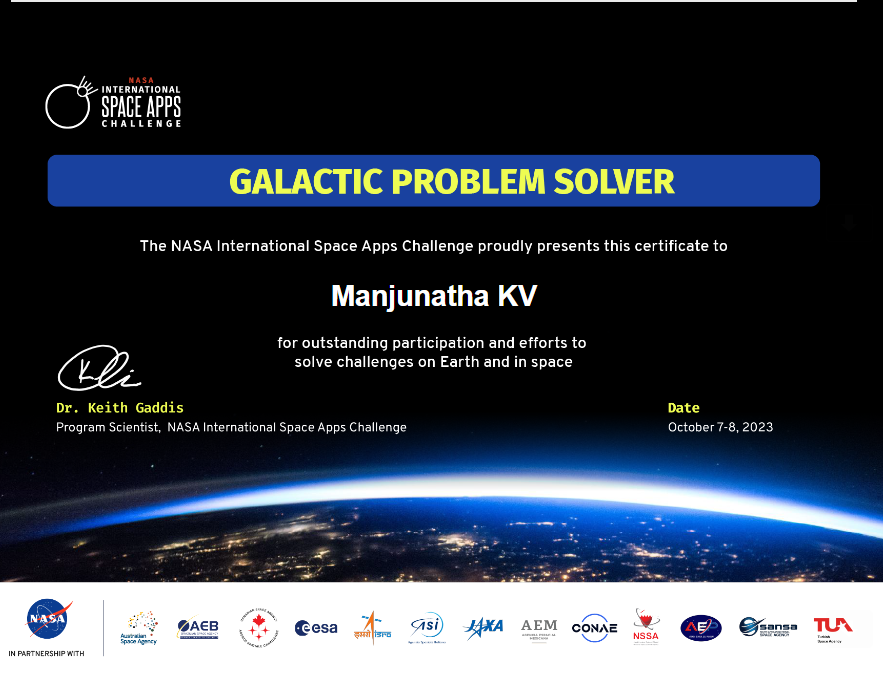 NASA
INTERNATIONAL
SPACE APPS
CHALLENGE
GALACTIC PROBLEM SOLVER
The NASA International Space Apps Challenge proudly presents this certificate to
Manjunatha KV
for outstanding participation and efforts to
solve challenges on Earth and in space
Dr. Keith Gaddis
Program Scientist, NASA International Space Apps Challenge
Date
October 7-8, 2023
NASA
IN PARTNERSHIP WITH
Australian
Space Agency
AEB
esa
इसरो isro
asi
JAXA
AEM
CONAE
NSSA
AEP
sansa
TUA
Turkish
Space Agency